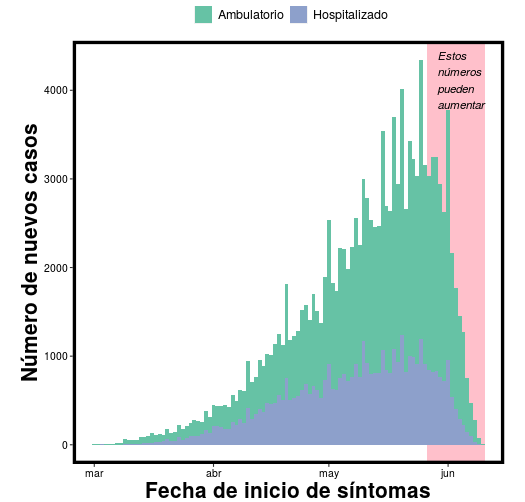 Ambulatorio Hospitalizado
Estos
números
pueden
aumentar
4000
3000
2000
1000
0
Número de nuevos casos
mar abr may jun
Fecha de inicio de síntomas